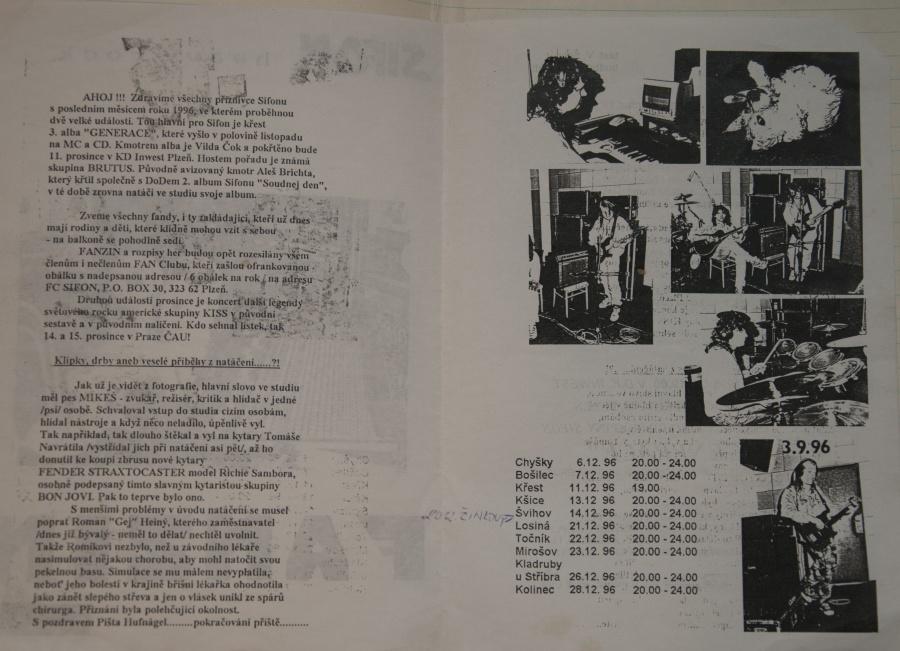 AHOJ !!! Zdravíme všechny příznivce Sifonu
s posledním měsícem roku 1996, ve kterém proběhnou
dvě velké události. Tou hlavní pro Sifon je křest
3. alba "GENERACE", které vyšlo v polovině listopadu
na MC a CD. Kmotrem alba je Vilda Čok a pokřtěno bude
11. prosince v KD Inwest Plzeň. Hostem pořadu je známá
skupina BRUTUS. Původně avizovaný kmotr Aleš Brichta,
který křtil společně s DoDem 2. album Sifonu "Soudnej den",
v té době zrovna natáčí ve studiu svoje album.
Zveme všechny fandy, i ty zakládající, kteří už dnes
mají rodiny a děti, které klidně mohou vzít s sebou
- na balkoně se pohodlně sedí.
FANZIN a rozpisy her budou opět rozesílány všem
členům i nečlenům FAN Clubu, kteří zašlou ofrankovanou
obálku s nadepsanou adresou / 6 obálek na rok / na adresu
FC SIFON, P.O. BOX 30, 323 62 Plzeň.
Druhou událostí prosince je koncert další legendy
světového rocku americké skupiny KISS v původní
sestavě a v původním nalíčení. Kdo sehnal lístek, tak
14. a 15. prosince v Praze ČAU!
Klipky, drby aneb veselé příběhy z natáčení......?!
Jak už je vidět z fotografie, hlavní slovo ve studiu
měl pes MIKEŠ - zvukař, režisér, kritik a hlídač v jedné
/psí/ osobě. Schvaloval vstup do studia cizím osobám,
hlídal nástroje a když něco neladilo, úpěnlivě vyl.
Tak například, tak dlouho štěkal a vyl na kytary Tomáše
Navrátila /vystřídal jich při natáčení asi pět/, až ho
donutil ke koupi zbrusu nové kytary
FENDER STRAXTOCASTER model Richie Sambora,
osobně podepsaný tímto slavným kytaristou skupiny
BON JOVI. Pak to teprve bylo ono.
S menšími problémy v úvodu natáčení se musel
poprat Roman "Gej" Heiný, kterého zaměstnavatel
/dnes již bývalý - neměl to dělat/ nechtěl uvolnit.
Takže Romikovi nezbylo, než u závodního lékaře
nasimulovat nějakou chorobu, aby mohl natočit svou
pekelnou basu. Simulace se mu málem nevyplatila,
neboť jeho bolesti v krajině břišní lékařka ohodnotila
jako zánět slepého střeva a jen o vlásek unikl ze spárů
chirurga. Přiznání byla polehčující okolnost.
S pozdravem Pišta Hufnágel.........pokračování příště..........
3.9.96
Chyšky 6.12. 96 20.00 - 24.00
Bošilec 7.12. 96 20.00 - 24.00
Křest 11.12. 96 19.00
Kšice 13.12. 96 20.00 - 24.00
Švihov 14.12. 96 20.00 - 24.00
Losiná 21.12. 96 20.00 - 24.00
Točník 22.12. 96 20.00 - 24.00
Mirošov 23.12. 96 20.00 - 24.00
Kladruby
u Stříbra 26.12. 96 20.00 - 24.00
Kolinec 28.12. 96 20.00 - 24.00